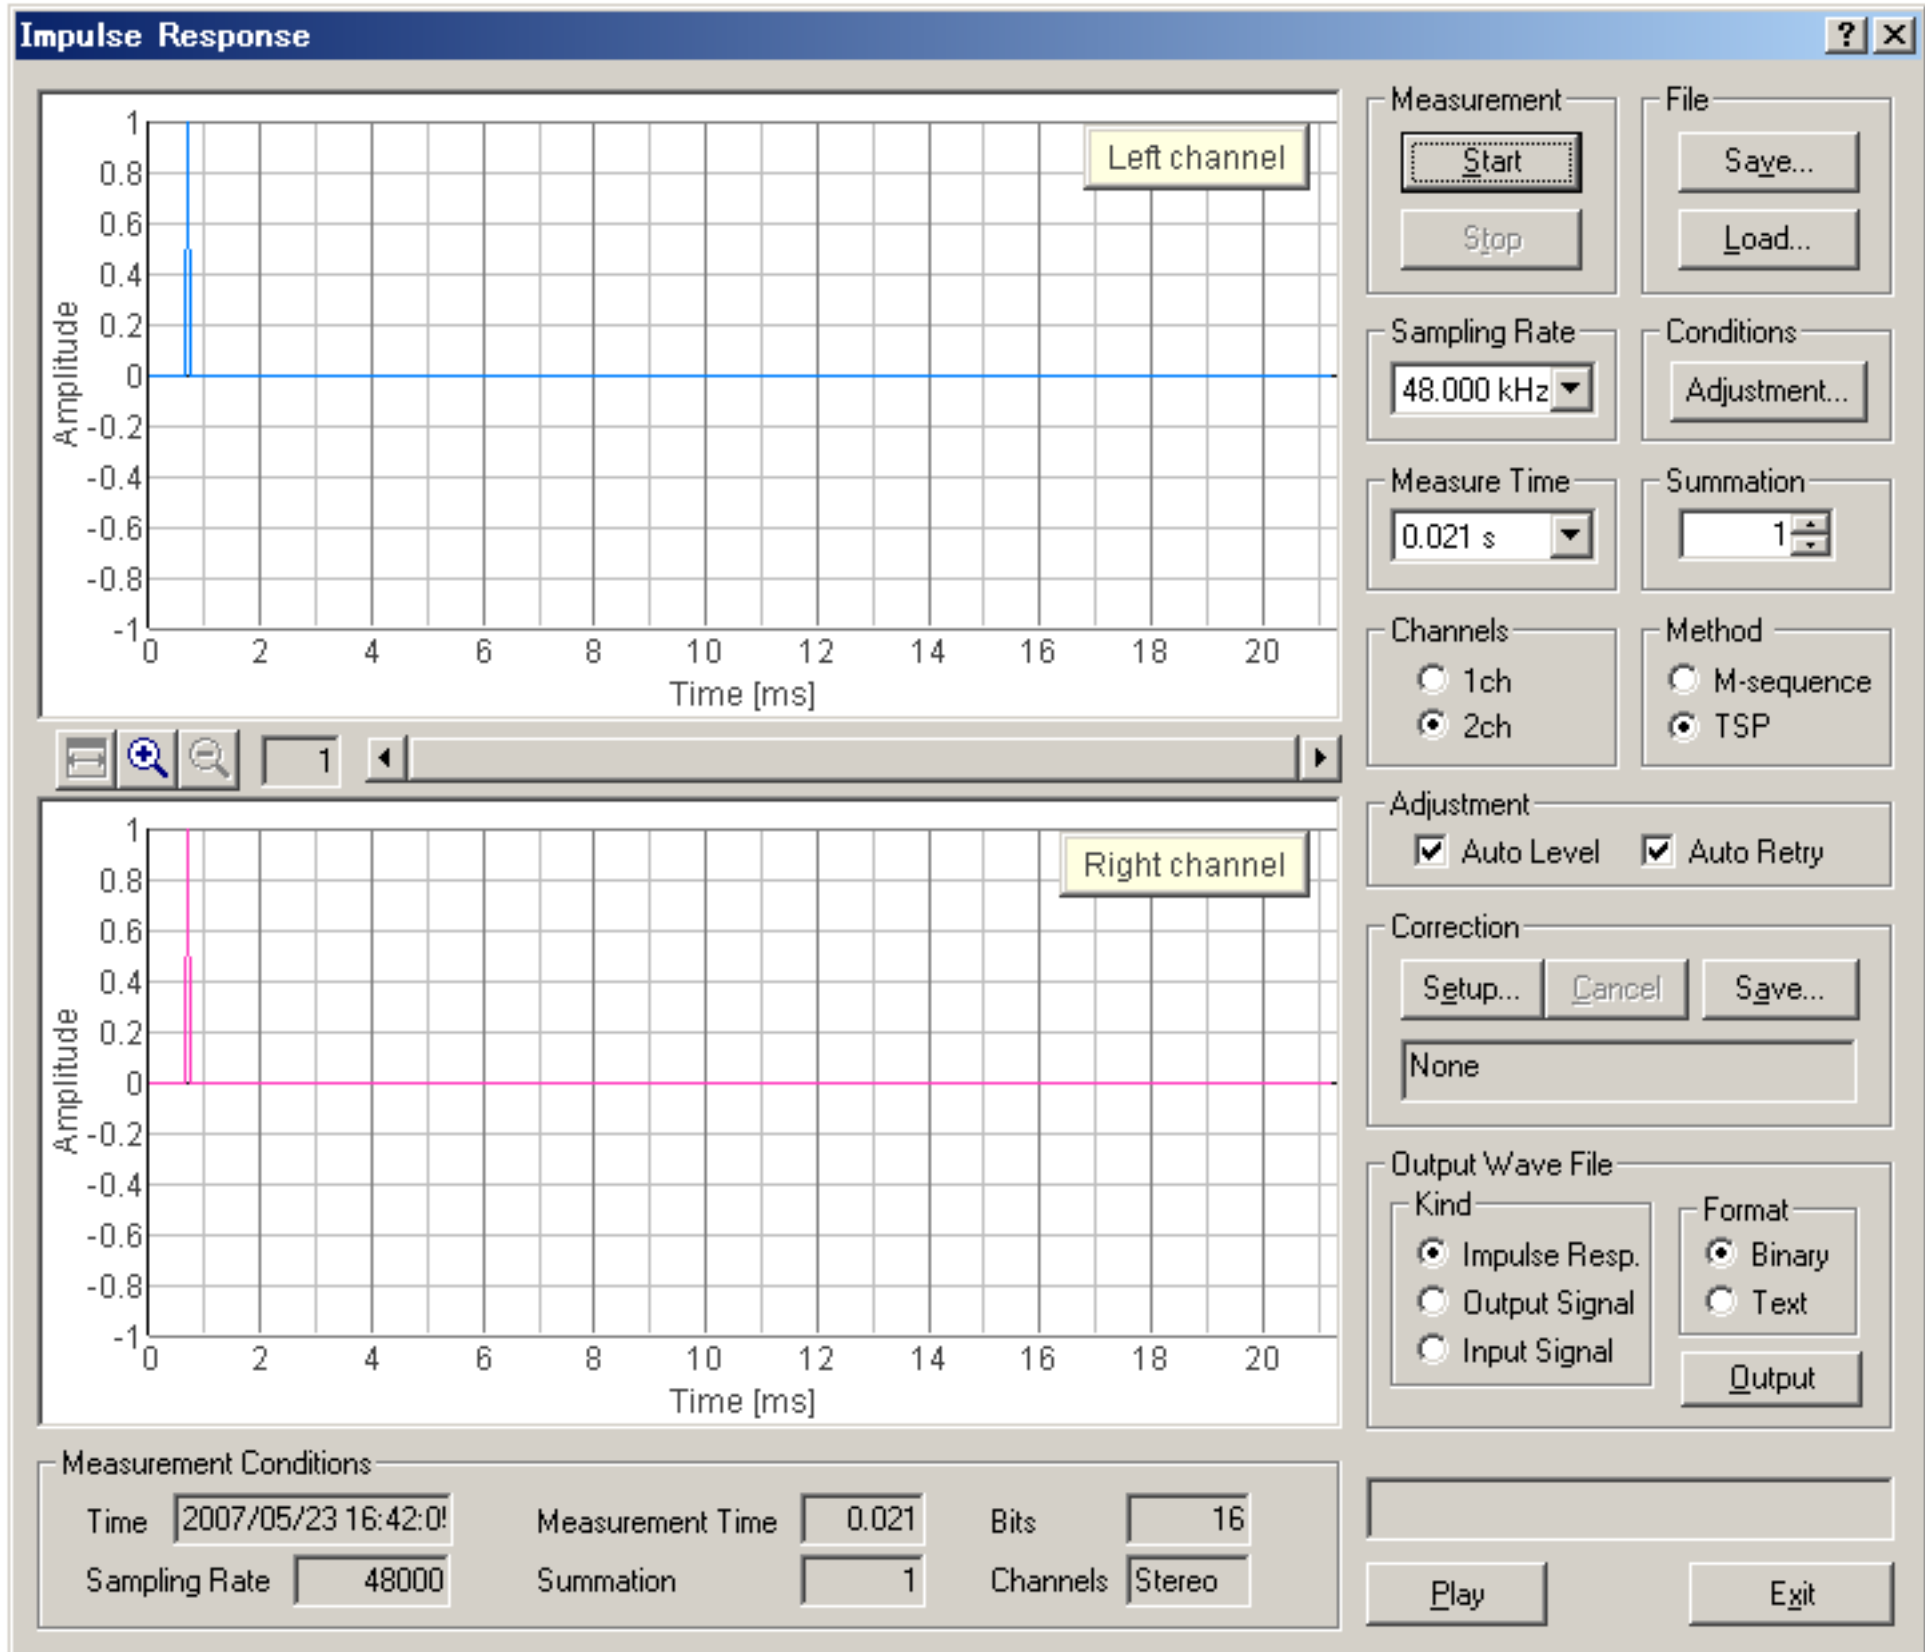 Impulse Response
Left channel
1
0.8
0.6
0.4
0.2
0
-0.2
-0.4
-0.6
-0.8
-1
Amplitude
0 2 4 6 8 10 12 14 16 18 20
Time [ms]
1
Right channel
1
0.8
0.6
0.4
0.2
0
-0.2
-0.4
-0.6
-0.8
-1
Amplitude
0 2 4 6 8 10 12 14 16 18 20
Time [ms]
Measurement Conditions
Time 2007/05/23 16:42:0
Measurement Time 0.021
Bits 16
Sampling Rate 48000
Summation 1
Channels Stereo
Measurement
Start
Stop
File
Save...
Load...
Sampling Rate
48.000 kHz
Conditions
Adjustment...
Measure Time
0.021 s
Summation
1
Channels
1ch
2ch
Method
M-sequence
TSP
Adjustment
Auto Level
Auto Retry
Correction
Setup...
Cancel
Save...
None
Output Wave File
Kind
Impulse Resp.
Output Signal
Input Signal
Format
Binary
Text
Output
Play
Exit